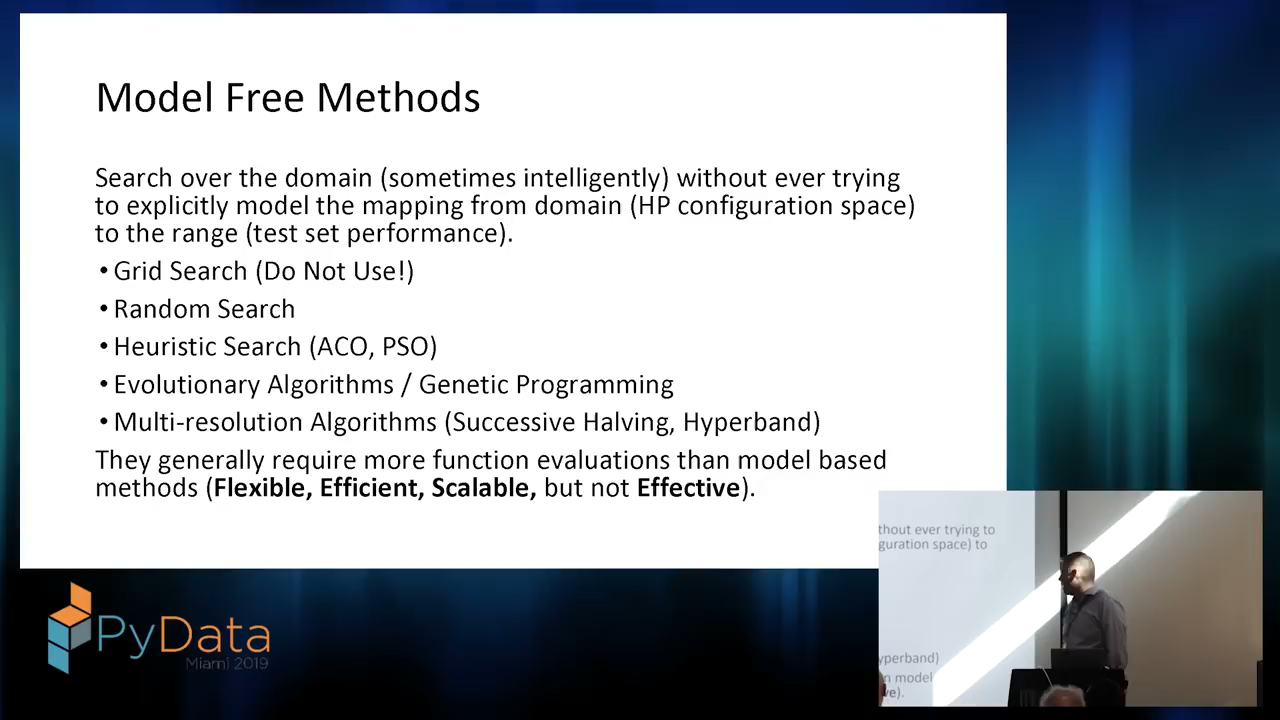 Model Free Methods
Search over the domain (sometimes intelligently) without ever trying
to explicitly model the mapping from domain (HP configuration space)
to the range (test set performance).
• Grid Search (Do Not Use!)
• Random Search
• Heuristic Search (ACO, PSO)
• Evolutionary Algorithms / Genetic Programming
• Multi-resolution Algorithms (Successive Halving, Hyperband)
They generally require more function evaluations than model based
methods (Flexible, Efficient, Scalable, but not Effective).
thout ever trying to
guration space) to
yperband)
n model
ve).
PyData
Miami 2019